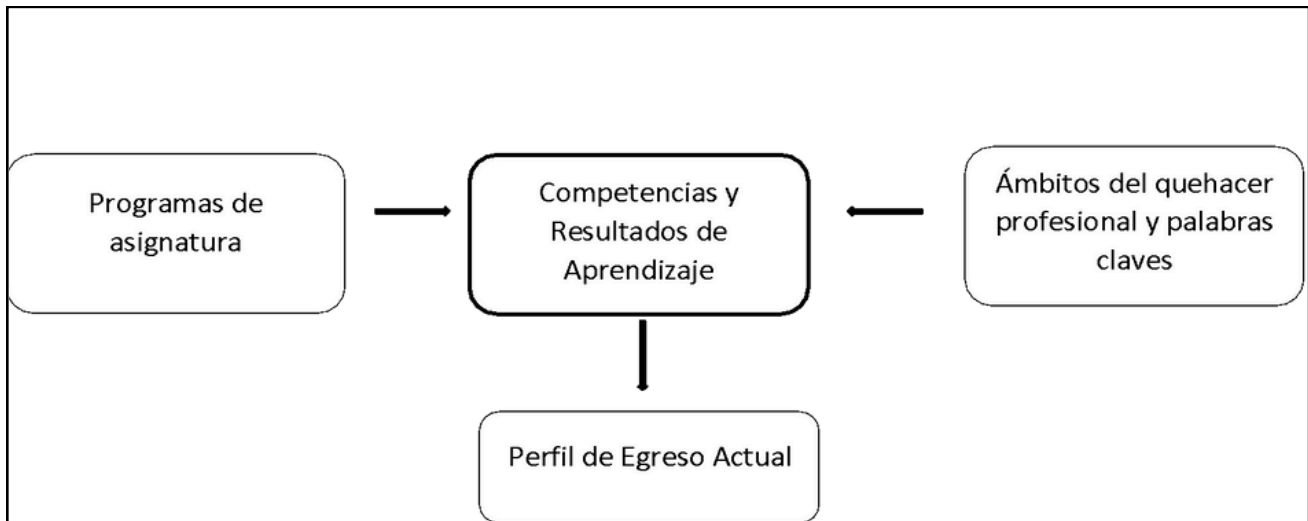 Programas de
asignatura
Competencias y
Resultados de
Aprendizaje
Ámbitos del quehacer
profesional y palabras
claves
Perfil de Egreso Actual